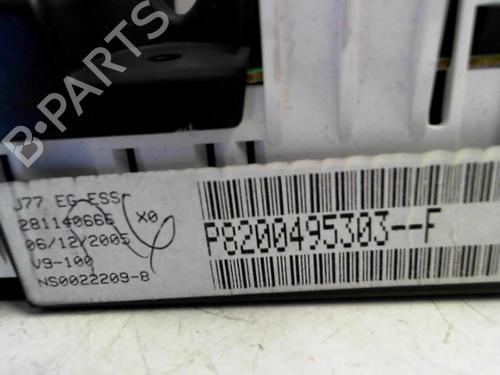 B-PARTS
J77 EG ESS
281140666 X0
06/12/2005
V9-100
NS0022209-8
P8200495303--F